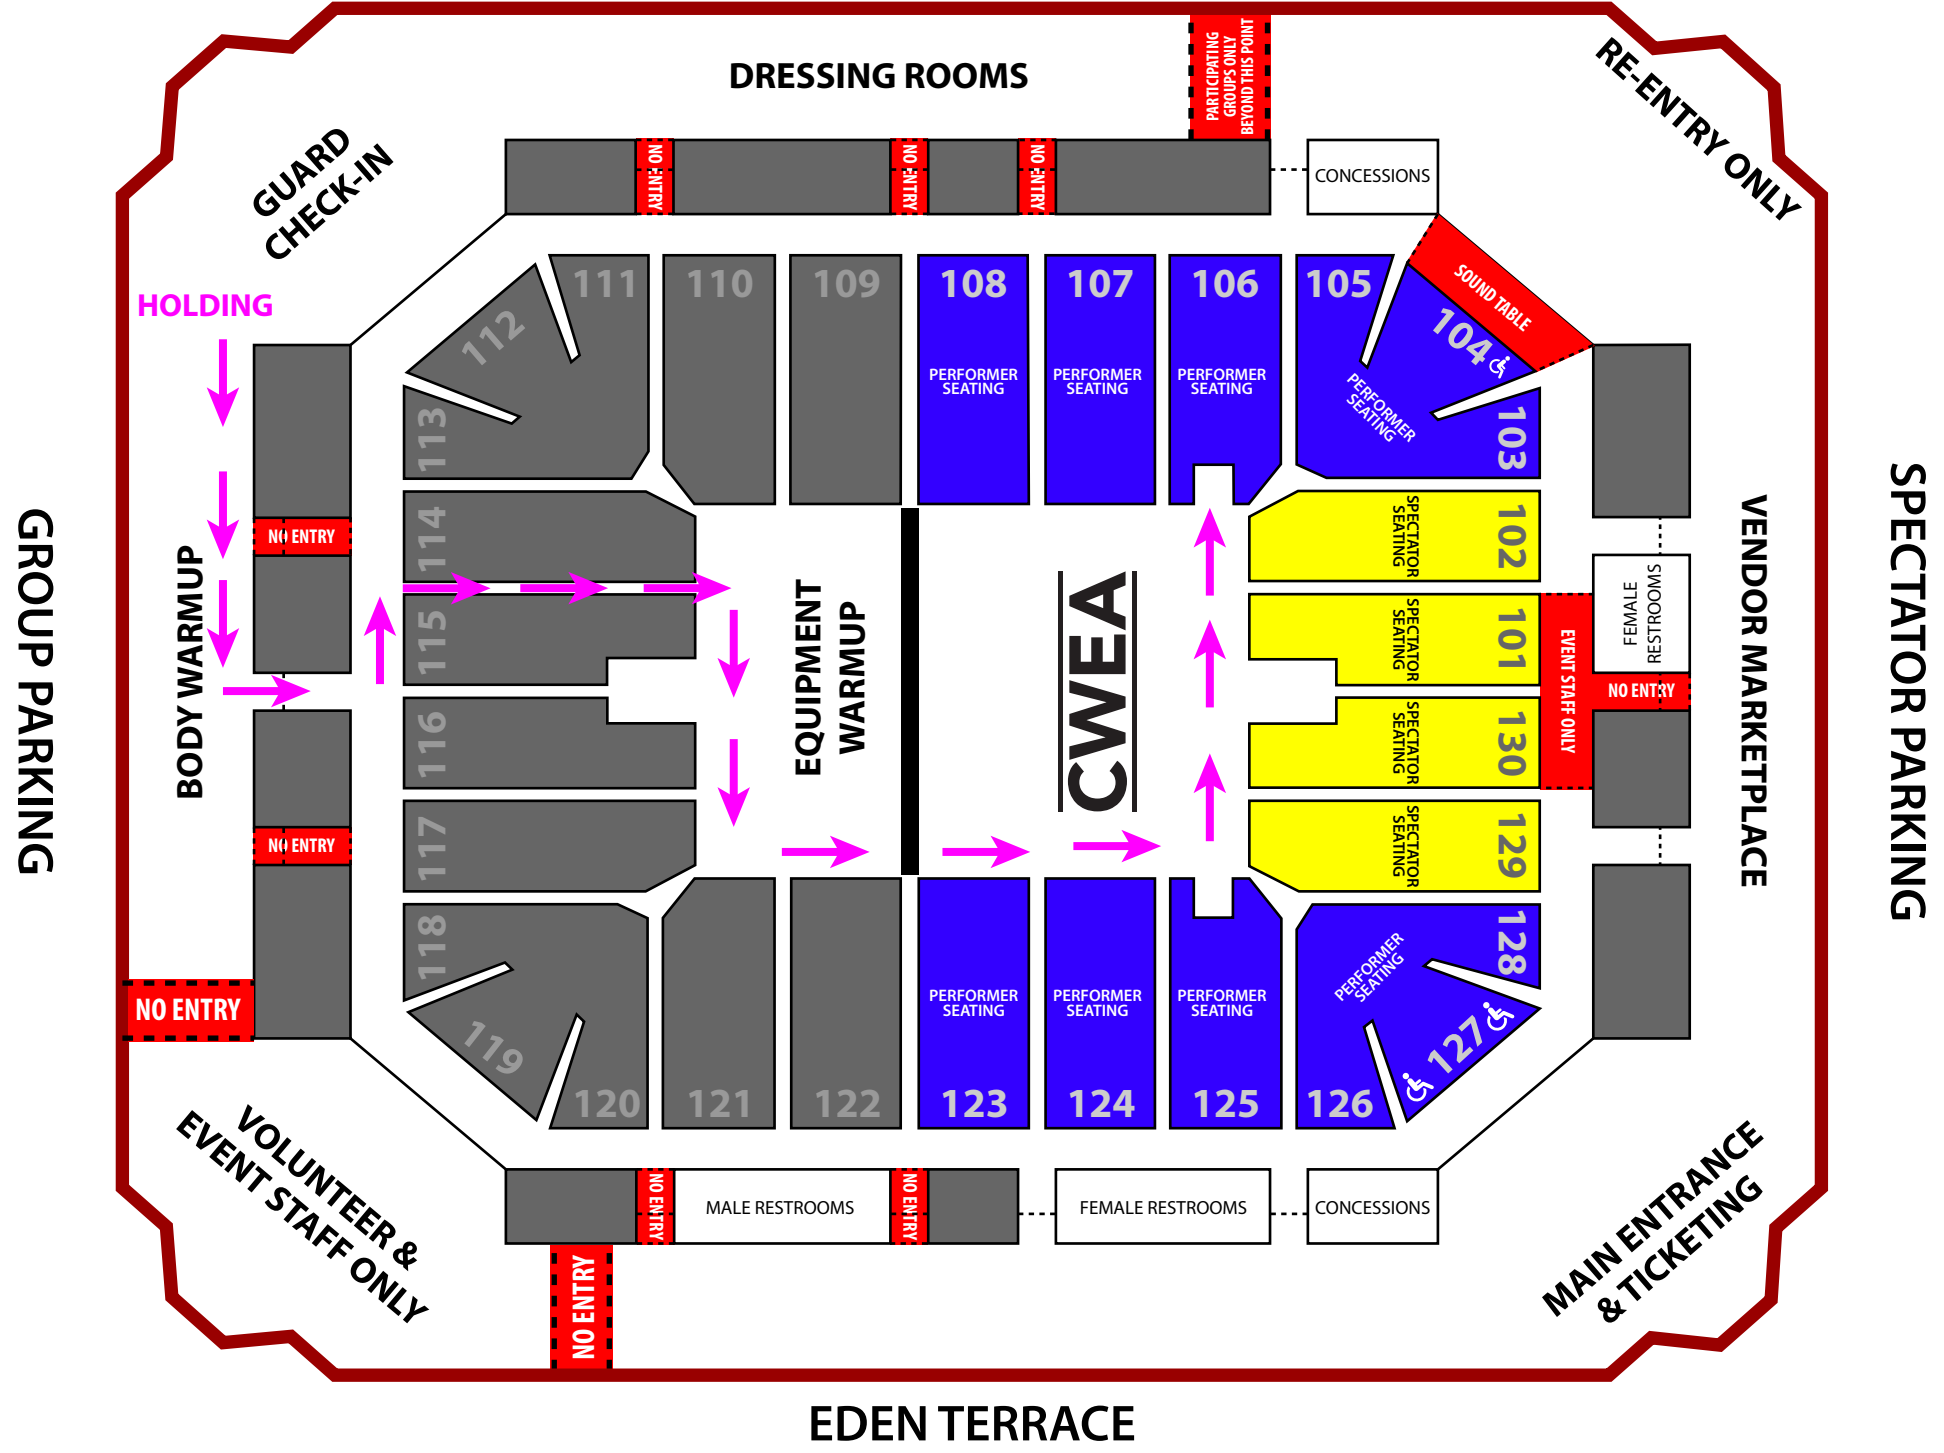 DRESSING ROOMS
PARTICIPATING
GROUPS ONLY
BEYOND THIS POINT
RE-ENTRY ONLY
GUARD
CHECK-IN
NO ENTRY
NO ENTRY
NO ENTRY
CONCESSIONS
HOLDING
111
110
109
108
107
106
105
SOUND TABLE
112
104
PERFORMER
SEATING
PERFORMER
SEATING
PERFORMER
SEATING
PERFORMER
SEATING
113
103
GROUP PARKING
BODY WARMUP
NO ENTRY
114
SPECTATOR
SEATING
102
115
EQUIPMENT
WARMUP
CWEA
SPECTATOR
SEATING
101
EVENT STAFF ONLY
FEMALE
RESTROOMS
NO ENTRY
VENDOR MARKETPLACE
SPECTATOR PARKING
116
SPECTATOR
SEATING
130
NO ENTRY
117
SPECTATOR
SEATING
129
118
128
NO ENTRY
PERFORMER
SEATING
PERFORMER
SEATING
PERFORMER
SEATING
PERFORMER
SEATING
119
127
120
121
122
123
124
125
126
VOLUNTEER &
EVENT STAFF ONLY
NO ENTRY
MALE RESTROOMS
NO ENTRY
FEMALE RESTROOMS
CONCESSIONS
MAIN ENTRANCE
& TICKETING
NO ENTRY
EDEN TERRACE